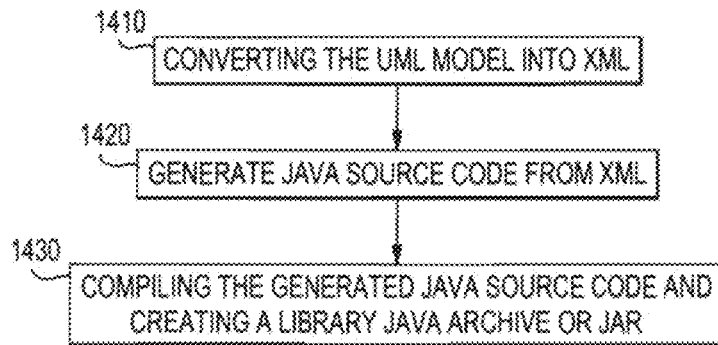 1410
CONVERTING THE UML MODEL INTO XML
1420
GENERATE JAVA SOURCE CODE FROM XML
1430
COMPILING THE GENERATED JAVA SOURCE CODE AND
CREATING A LIBRARY JAVA ARCHIVE OR JAR